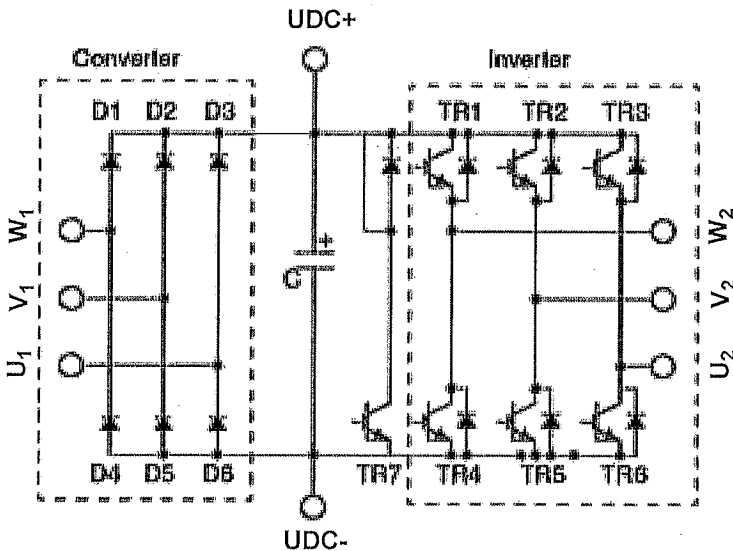 UDC+
Converter
Inverter
D1 D2 D3
TR1 TR2 TR3
W1
W2
+
C
V1
V2
U1
U2
D4 D5 D6
TR7
TR4 TR5 TR6
UDC-